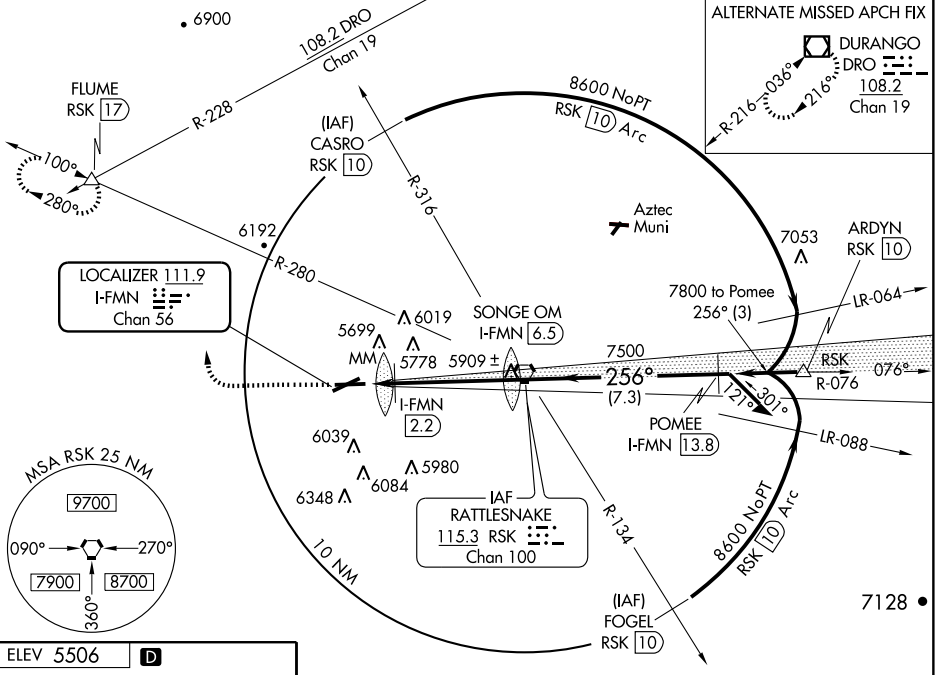 6900
108.2 DRO
Chan 19
ALTERNATE MISSED APCH FIX
DURANGO
DRO
108.2
Chan 19
R-216
036°
216°
FLUME
RSK 17
R-228
100°
280°
(IAF)
CASRO
RSK 10
8600 NoPT
RSK 10 Arc
R-316
Aztec
Muni
6192
R-280
7053
ARDYN
RSK 10
LOCALIZER 111.9
I-FMN
Chan 56
7800 to Pomee
256° (3)
LR-064
SONGE OM
I-FMN 6.5
6019
5699
5778
MM
5909 ±
7500
256°
(7.3)
RSK
R-076
076°
I-FMN
2.2
121°
301°
POMEE
I-FMN 13.8
LR-088
6039
6084
5980
6348
MSA RSK 25 NM
9700
090°
270°
7900
8700
360°
IAF
RATTLESNAKE
115.3 RSK
Chan 100
R-134
10 NM
8600 NoPT
RSK 10 Arc
(IAF)
FOGEL
RSK 10
7128
ELEV 5506
D